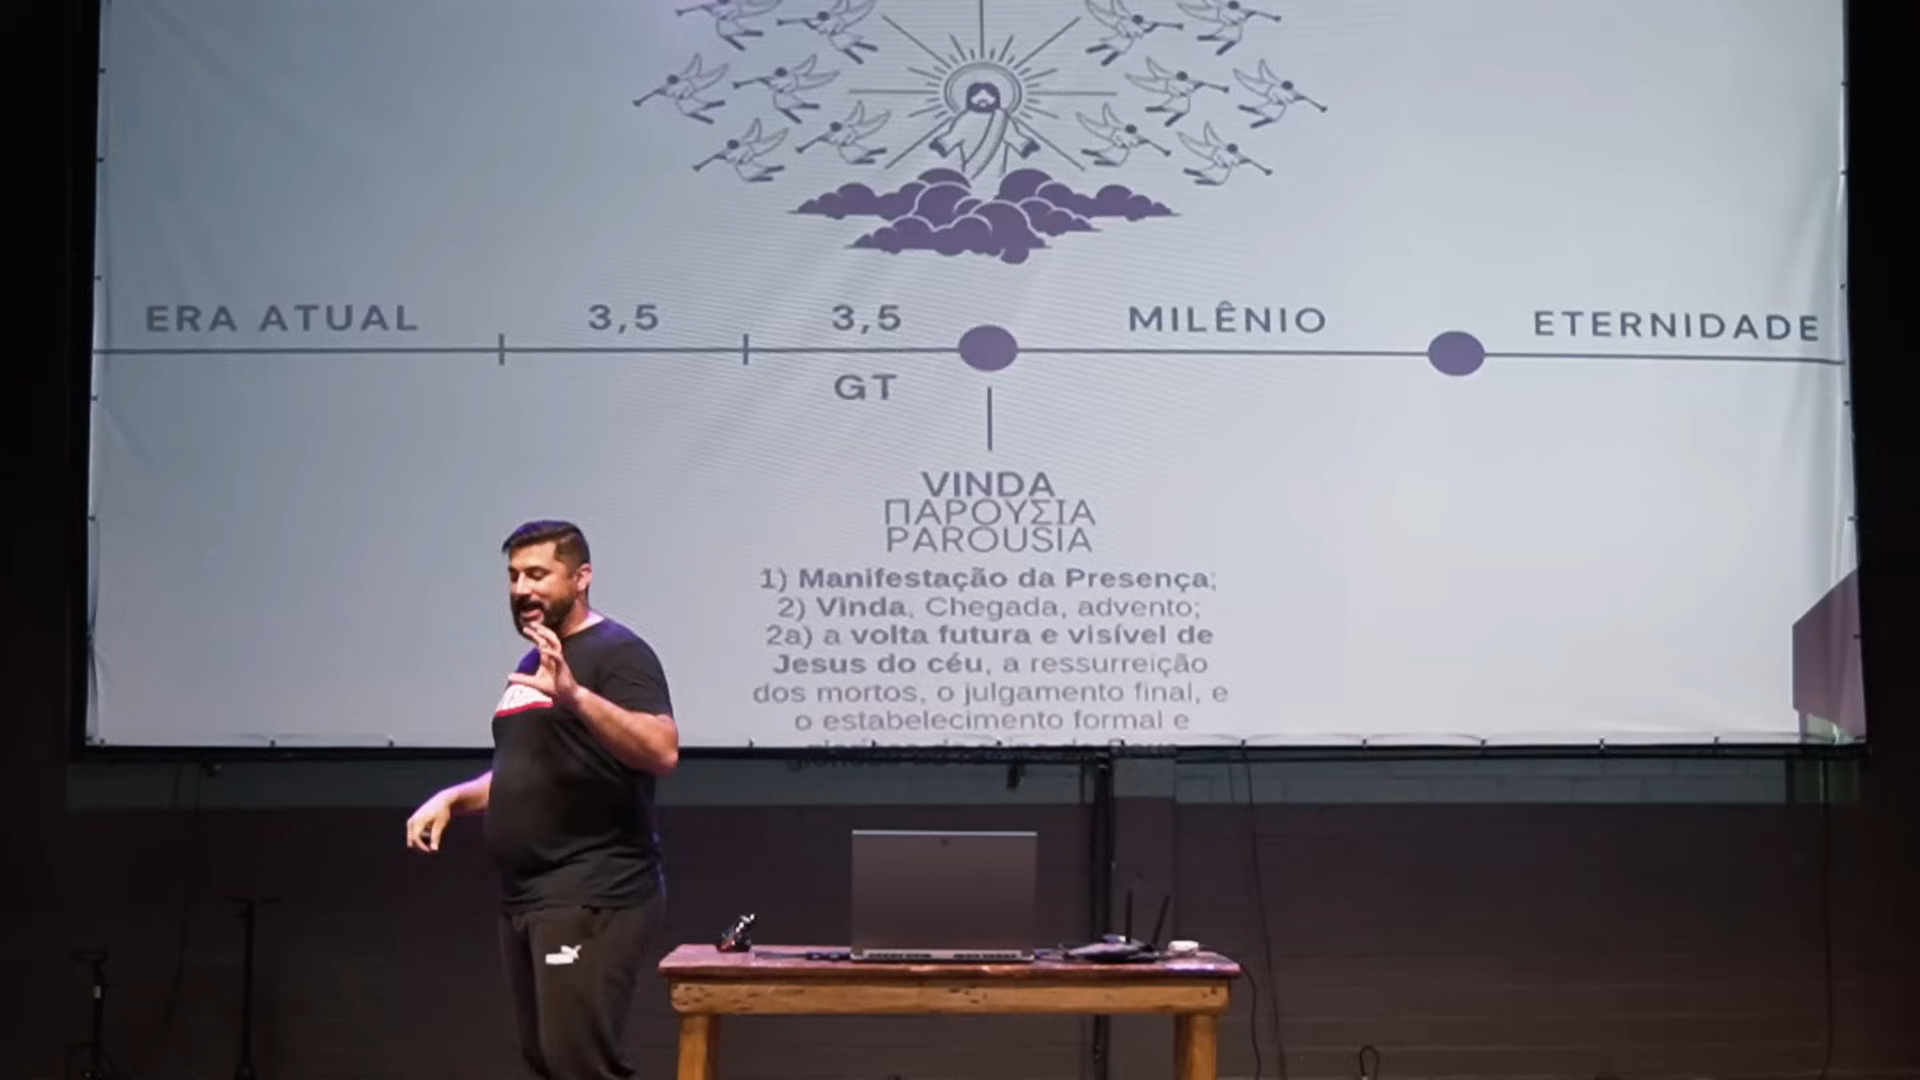 ERA ATUAL
3,5
3,5
MILÊNIO
ETERNIDADE
GT
VINDA
ΠΑΡΟΥΣΙΑ
PAROUSIA
1) Manifestação da Presença;
2) Vinda, Chegada, advento;
2a) a volta futura e visível de
Jesus do céu, a ressurreição
dos mortos, o julgamento final, e
o estabelecimento formal e